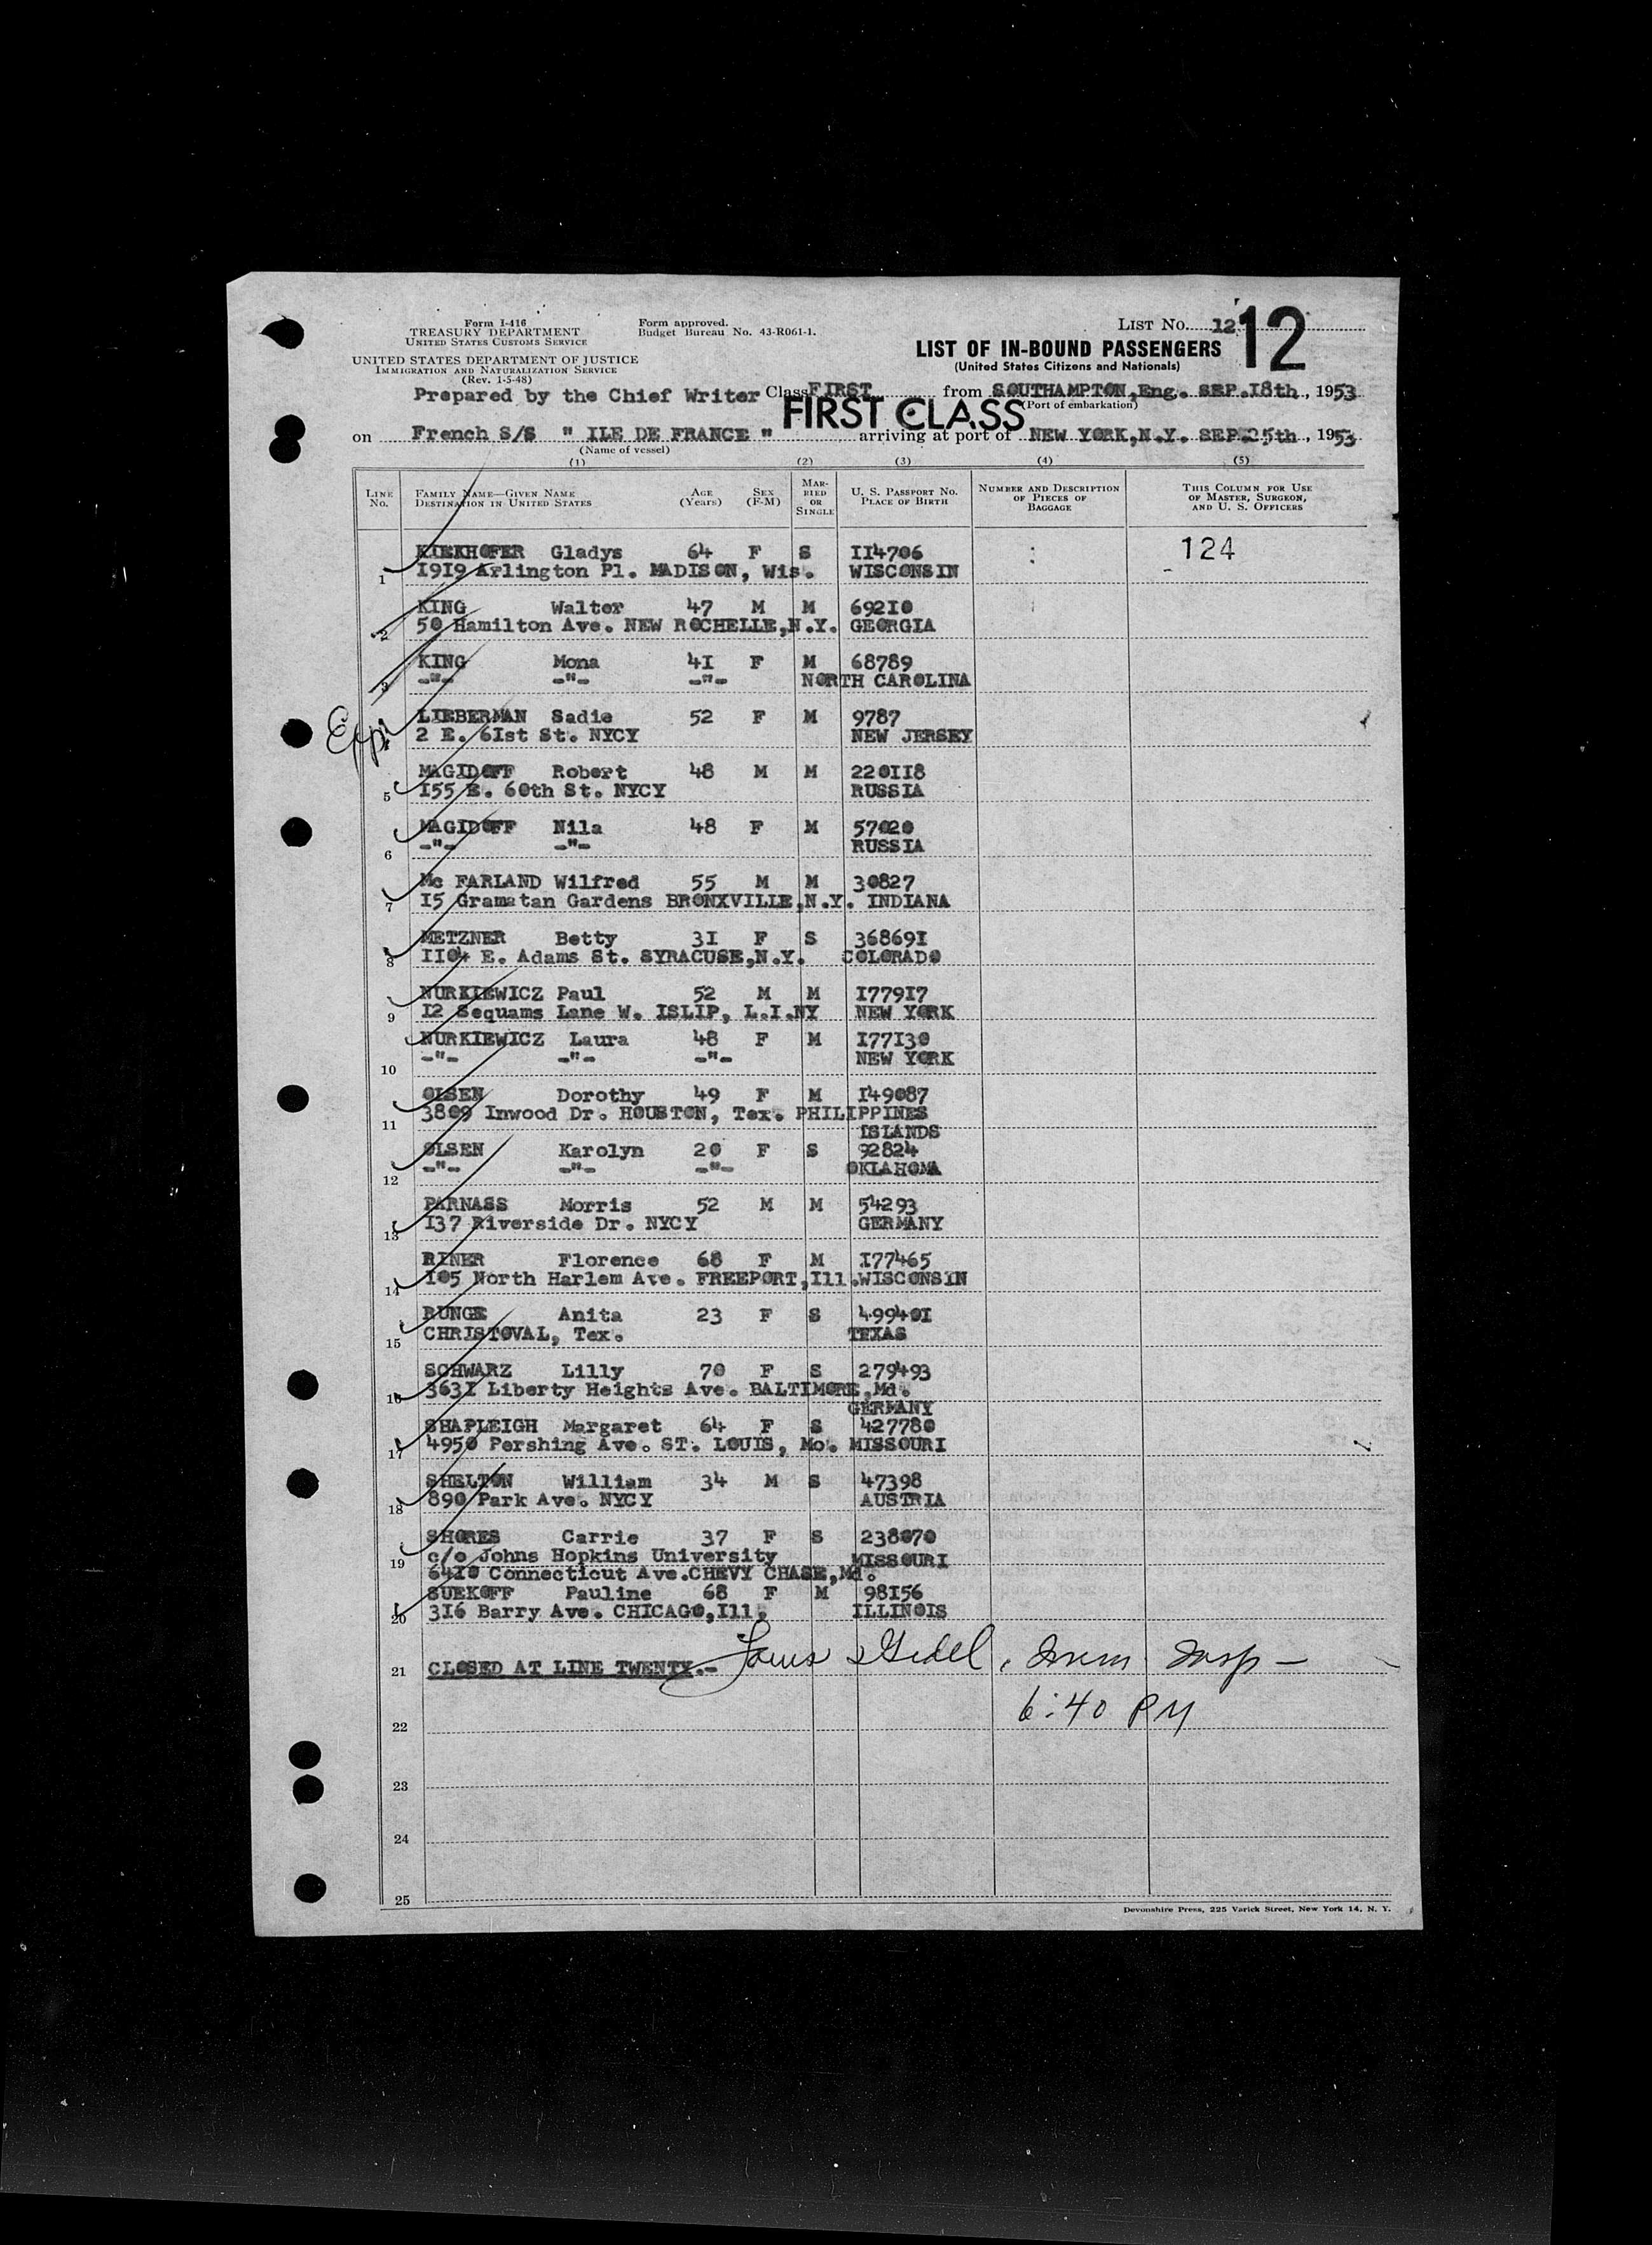 Form I-416
TREASURY DEPARTMENT
UNITED STATES CUSTOMS SERVICE
UNITED STATES DEPARTMENT OF JUSTICE
IMMIGRATION AND NATURALIZATION SERVICE
(Rev. 1-5-48)
Form approved.
Budget Bureau No. 43-R061-1.
LIST No. 12 12
LIST OF IN-BOUND PASSENGERS
(United States Citizens and Nationals)
Prepared by the Chief Writer Class FIRST from SOUTHAMPTON,Eng. SEP.18th, 1953
FIRST CLASS (Port of embarkation)
on French S/S " ILE DE FRANCE " arriving at port of NEW YORK,N.Y. SEP.25th, 1953
(Name of vessel)
(1) (2) (3) (4) (5)
LINE NO. FAMILY NAME—GIVEN NAME DESTINATION IN UNITED STATES AGE (Years) SEX (F-M) MARRIED OR SINGLE U. S. PASSPORT NO. PLACE OF BIRTH NUMBER AND DESCRIPTION OF PIECES OF BAGGAGE THIS COLUMN FOR USE OF MASTER, SURGEON, AND U. S. OFFICERS
KIEKHOFER Gladys 64 F S 114706 124
1 1919 Arlington Pl. MADISON, Wis. WISCONSIN
KING Walter 47 M M 69210
2 50 Hamilton Ave. NEW ROCHELLE,N.Y. GEORGIA
KING Mona 41 F M 68789
3 -"- -"- -"- NORTH CAROLINA
LIEBERMAN Sadie 52 F M 9787
2 E. 61st St. NYCY NEW JERSEY
MAGIDOFF Robert 48 M M 220118
5 155 E. 60th St. NYCY RUSSIA
MAGIDOFF Nila 48 F M 57020
6 -"- -"- RUSSIA
Mc FARLAND Wilfred 55 M M 30827
7 15 Gramatan Gardens BRONXVILLE,N.Y. INDIANA
METZNER Betty 31 F S 368691
8 1104 E. Adams St. SYRACUSE,N.Y. COLORADO
NURKIEWICZ Paul 52 M M 177917
9 12 Sequams Lane W. ISLIP, L.I.NY NEW YORK
NURKIEWICZ Laura 48 F M 177130
10 -"- -"- -"- NEW YORK
OLSEN Dorothy 49 F M 149087
11 3809 Inwood Dr. HOUSTON, Tex. PHILIPPINES
ISLANDS
OLSEN Karolyn 20 F S 92824
12 -"- -"- -"- OKLAHOMA
PARNASS Morris 52 M M 54293
13 137 Riverside Dr. NYCY GERMANY
RINER Florence 68 F M 177465
14 105 North Harlem Ave. FREEPORT,Ill.WISCONSIN
RUNGE Anita 23 F S 499401
15 CHRISTOVAL, Tex. TEXAS
SCHWARZ Lilly 70 F S 279493
16 3631 Liberty Heights Ave. BALTIMORE,Md.
GERMANY
SHAPLEIGH Margaret 64 F S 427780
17 4950 Pershing Ave. ST. LOUIS, Mo. MISSOURI
SHELTON William 34 M S 47398
18 890 Park Ave. NYCY AUSTRIA
SHORES Carrie 37 F S 238070
19 c/o Johns Hopkins University MISSOURI
6410 Connecticut Ave.CHEVY CHASE,Md.
SUEKOFF Pauline 68 F M 98156
20 316 Barry Ave. CHICAGO,Ill. ILLINOIS
21 CLOSED AT LINE TWENTY.- Insp -
6:40 PM
22
23
24
25
Devonshire Press, 225 Varick Street, New York 14, N. Y.